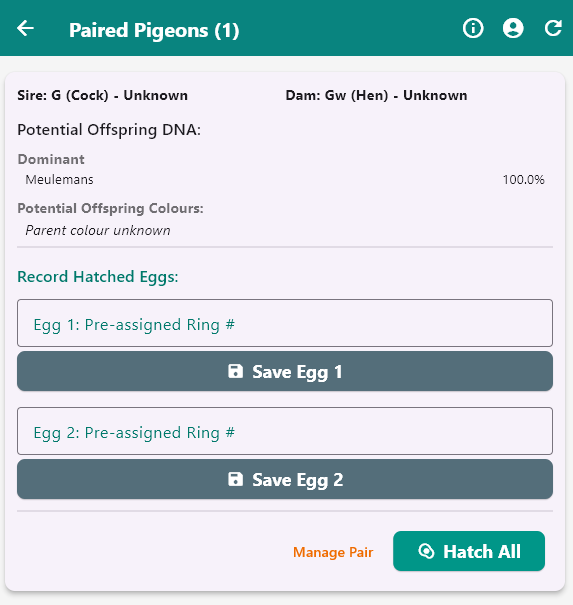 Paired Pigeons (1)
Sire: G (Cock) - Unknown Dam: Gw (Hen) - Unknown
Potential Offspring DNA:
Dominant
Meulemans 100.0%
Potential Offspring Colours:
Parent colour unknown
Record Hatched Eggs:
Egg 1: Pre-assigned Ring #
Save Egg 1
Egg 2: Pre-assigned Ring #
Save Egg 2
Manage Pair Hatch All